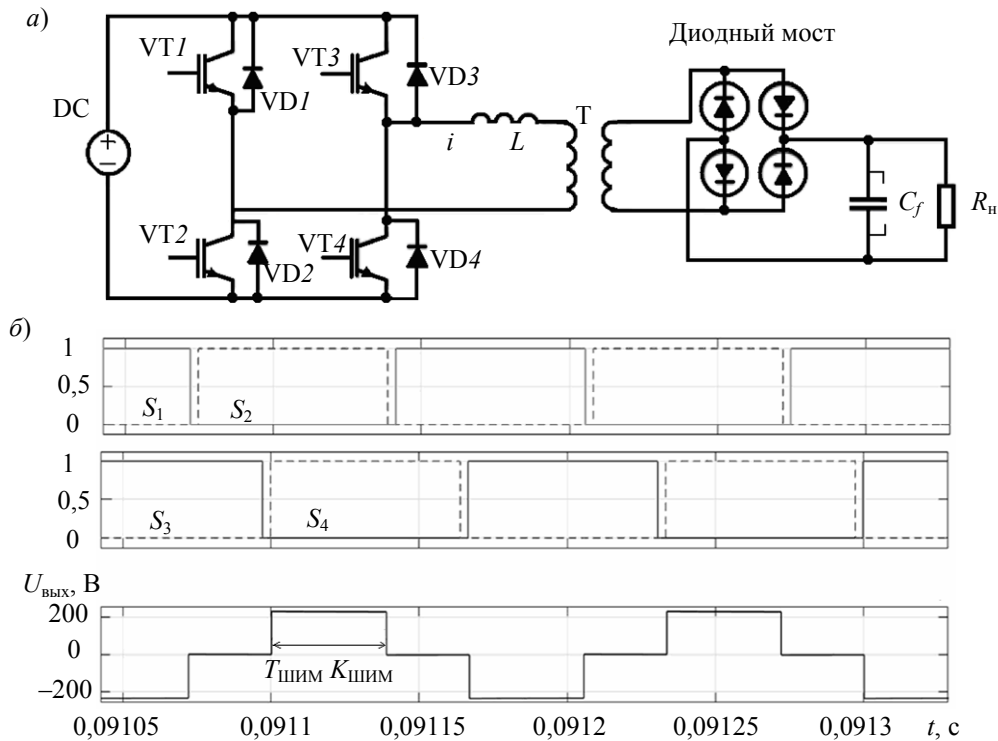 а)
Диодный мост
VT1
VD1
VT3
VD3
DC
T
i
L
Cf
Rн
VT2
VD2
VT4
VD4
б)
1
0,5
0
S1
S2
1
0,5
0
S3
S4
Uвых, В
200
0
–200
TШИМ KШИМ
0,09105
0,0911
0,09115
0,0912
0,09125
0,0913
t, с